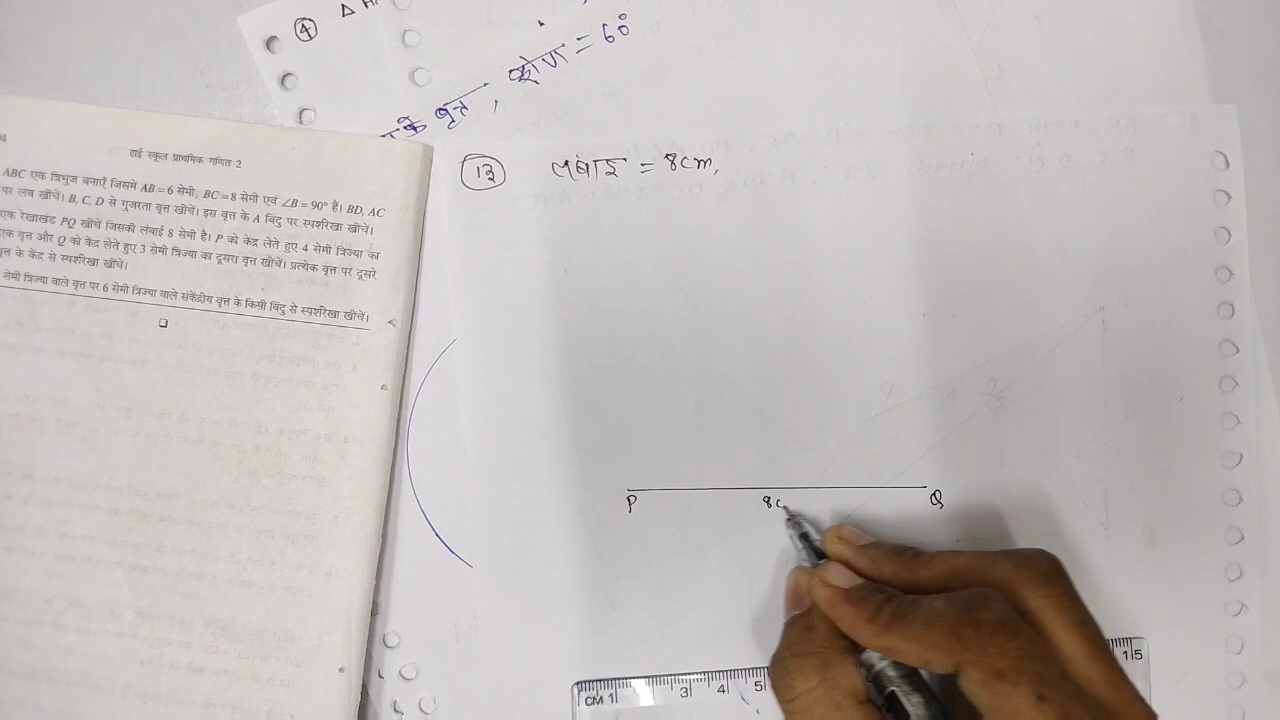 ④ Δ
के वृत्त, कोण = 60°
हाई स्कूल प्राथमिक गणित 2
ABC एक त्रिभुज बनाएँ जिसमें AB = 6 सेमी, BC = 8 सेमी एवं ∠B = 90° है। BD, AC
पर लंब खींचें। B, C, D से गुजरता वृत्त खींचें। इस वृत्त के A बिंदु पर स्पर्शरेखा खींचें।
एक रेखाखंड PQ खींचें जिसकी लंबाई 8 सेमी है। P को केंद्र लेते हुए 4 सेमी त्रिज्या का
एक वृत्त और Q को केंद्र लेते हुए 3 सेमी त्रिज्या का दूसरा वृत्त खींचें। प्रत्येक वृत्त पर दूसरे
वृत्त के केंद्र से स्पर्शरेखा खींचें।
सेमी त्रिज्या वाले वृत्त पर 6 सेमी त्रिज्या वाले संकेंद्रीय वृत्त के किसी बिंदु से स्पर्शरेखा खींचें।
⑬ लंबाई = 8cm,
P 8c Q
CM 1 3 4 5 15